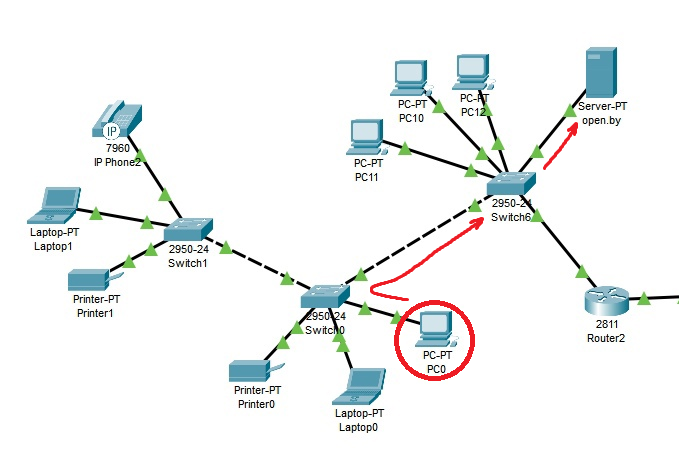 PC-PT
PC10
PC-PT
PC12
Server-PT
open.by
IP
7960
IP Phone2
PC-PT
PC11
2950-24
Switch6
Laptop-PT
Laptop1
2950-24
Switch1
Printer-PT
Printer1
2950-24
Switch0
2811
Router2
PC-PT
PC0
Printer-PT
Printer0
Laptop-PT
Laptop0